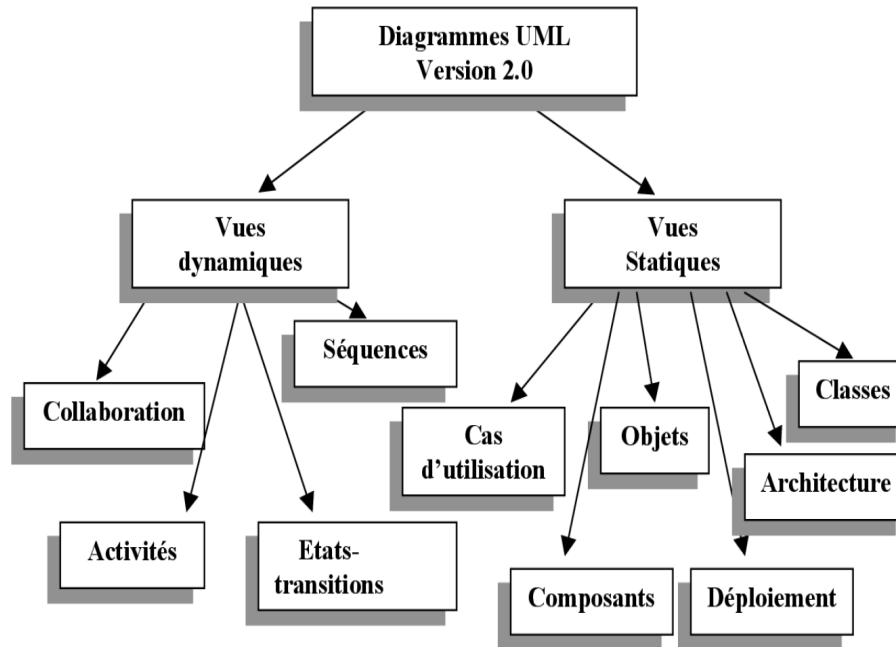 Diagrammes UML
Version 2.0
Vues
dynamiques
Vues
Statiques
Séquences
Collaboration
Classes
Cas
d’utilisation
Objets
Architecture
Activités
Etats-
transitions
Composants
Déploiement